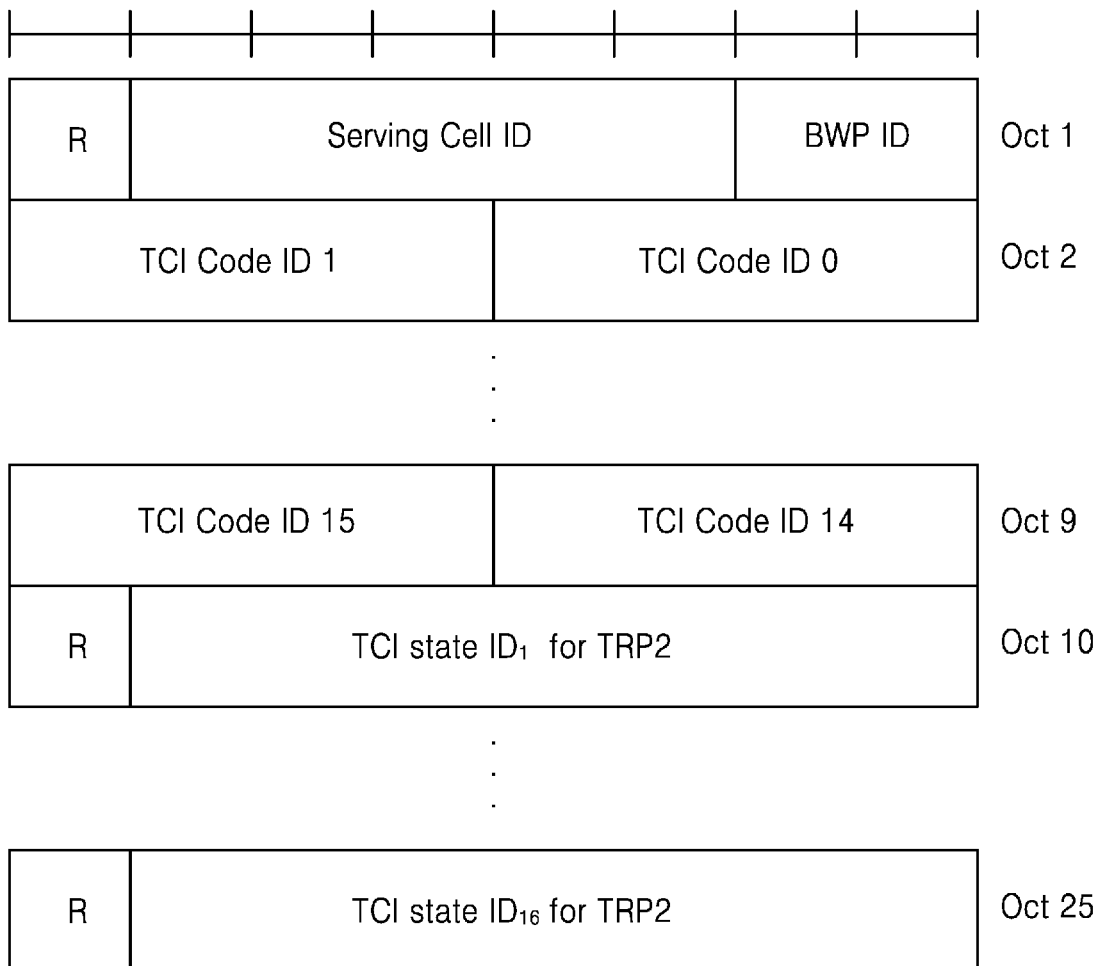 R Serving Cell ID BWP ID Oct 1
TCI Code ID 1 TCI Code ID 0 Oct 2
TCI Code ID 15 TCI Code ID 14 Oct 9
R TCI state ID₁ for TRP2 Oct 10
R TCI state ID₁₆ for TRP2 Oct 25